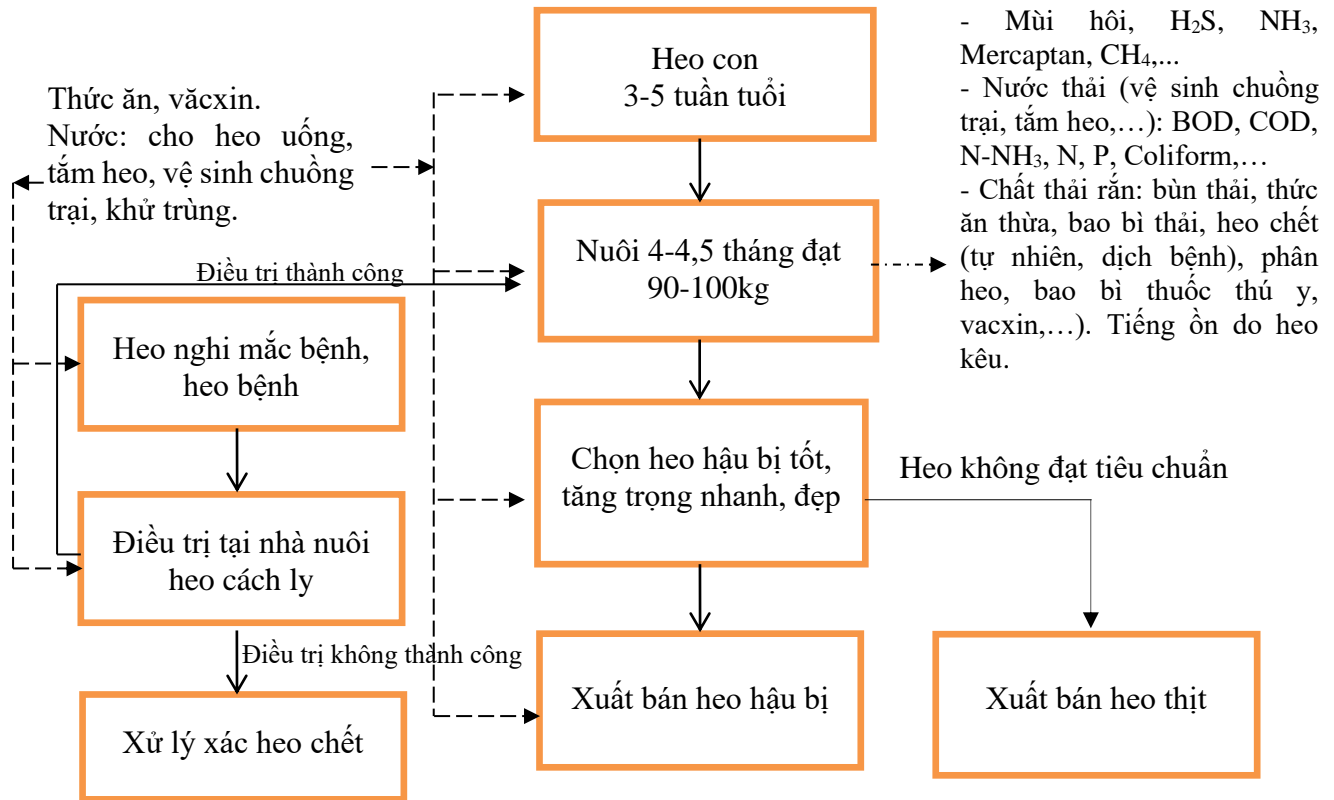 Heo con
3-5 tuần tuổi
- Mùi hôi, H₂S, NH₃,
Mercaptan, CH₄,...
- Nước thải (vệ sinh chuồng
trại, tắm heo,…): BOD, COD,
N-NH₃, N, P, Coliform,…
- Chất thải rắn: bùn thải, thức
ăn thừa, bao bì thải, heo chết
(tự nhiên, dịch bệnh), phân
heo, bao bì thuốc thú y,
vacxin,…). Tiếng ồn do heo
kêu.
Thức ăn, văcxin.
Nước: cho heo uống,
tắm heo, vệ sinh chuồng
trại, khử trùng.
Điều trị thành công
Nuôi 4-4,5 tháng đạt
90-100kg
Heo nghi mắc bệnh,
heo bệnh
Chọn heo hậu bị tốt,
tăng trọng nhanh, đẹp
Heo không đạt tiêu chuẩn
Điều trị tại nhà nuôi
heo cách ly
Điều trị không thành công
Xuất bán heo hậu bị
Xuất bán heo thịt
Xử lý xác heo chết